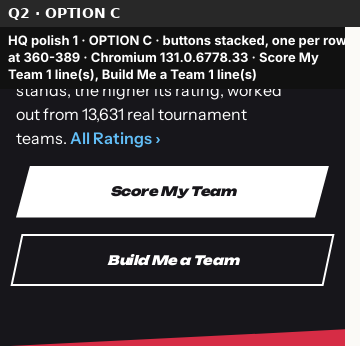 Q2 · OPTION C
HQ polish 1 · OPTION C · buttons stacked, one per row
at 360-389 · Chromium 131.0.6778.33 · Score My
Team 1 line(s), Build Me a Team 1 line(s)
stands, the higher its rating, worked
out from 13,631 real tournament
teams. All Ratings ›
Score My Team
Build Me a Team